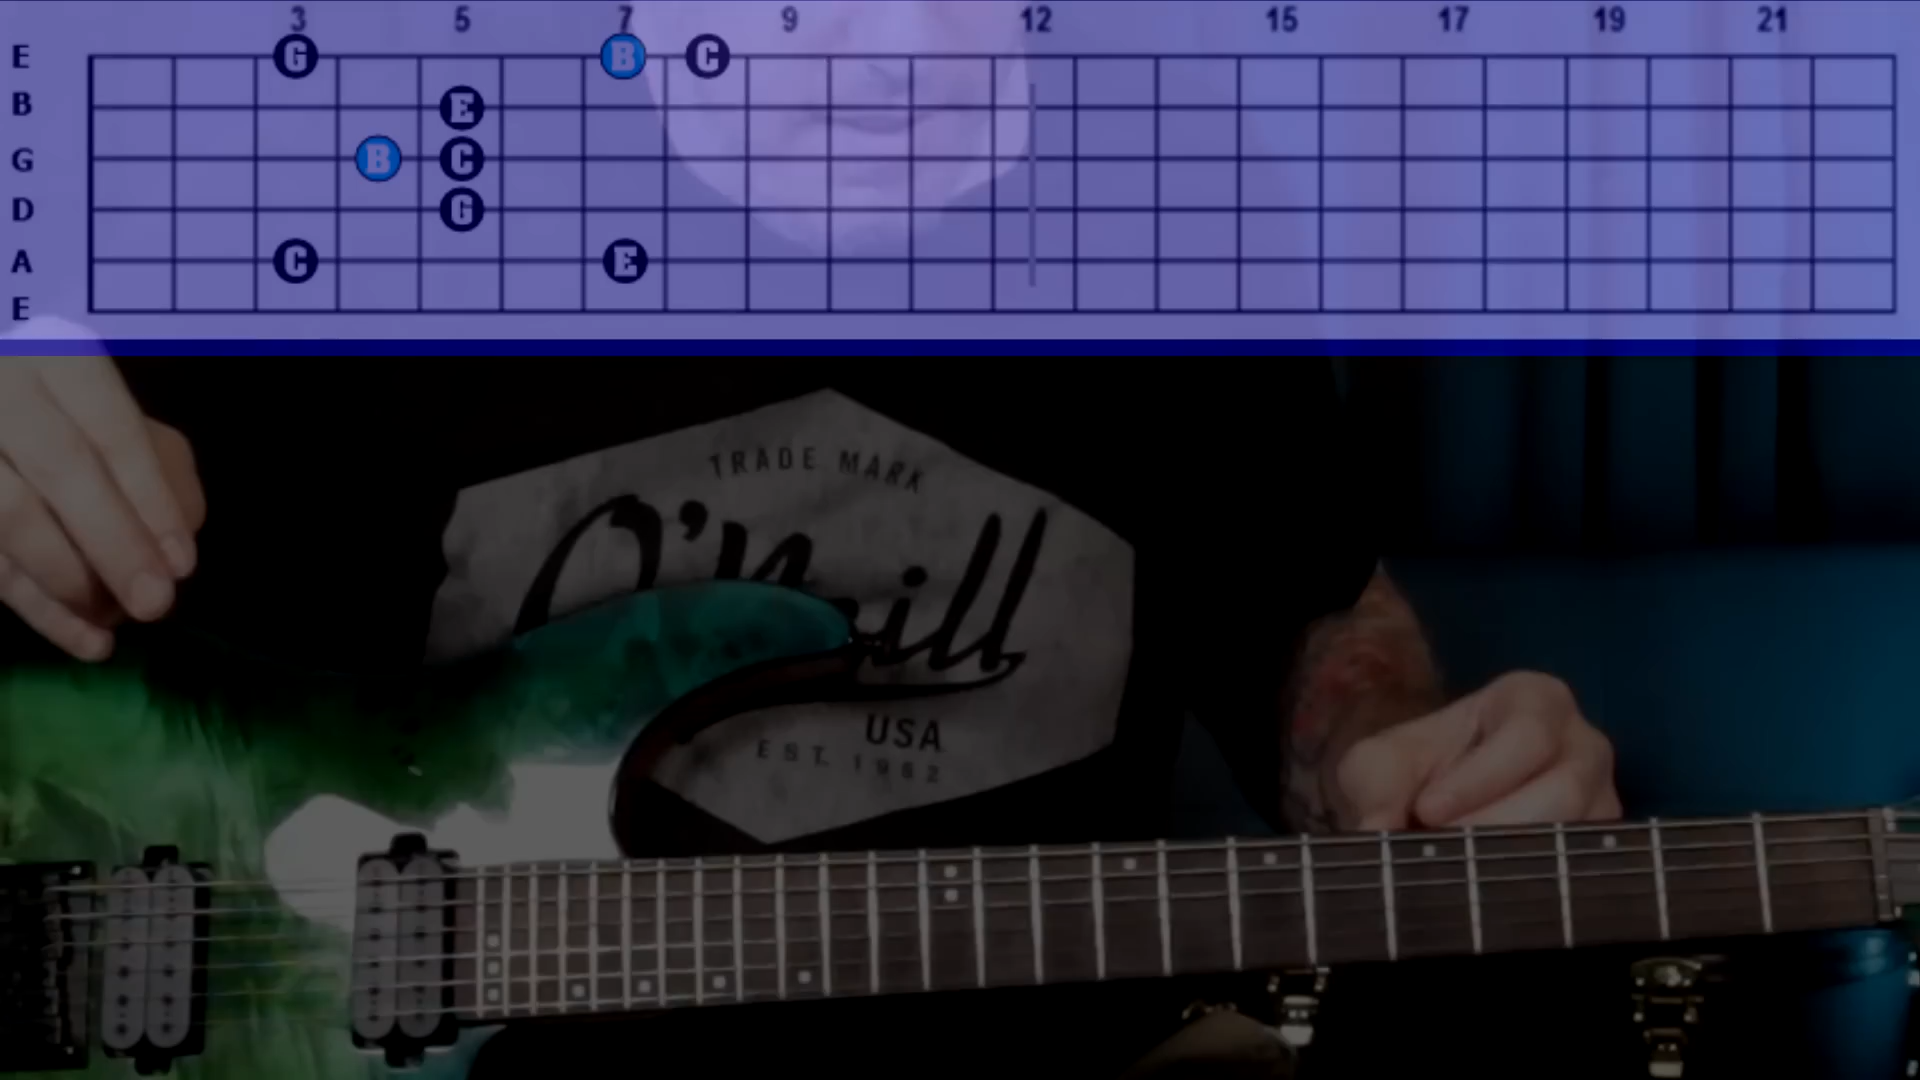 3 5 7 9 12 15 17 19 21
E G B C
B E
G B C
D G
A C E
E
TRADE MARK
O'Neill
USA
EST. 1952